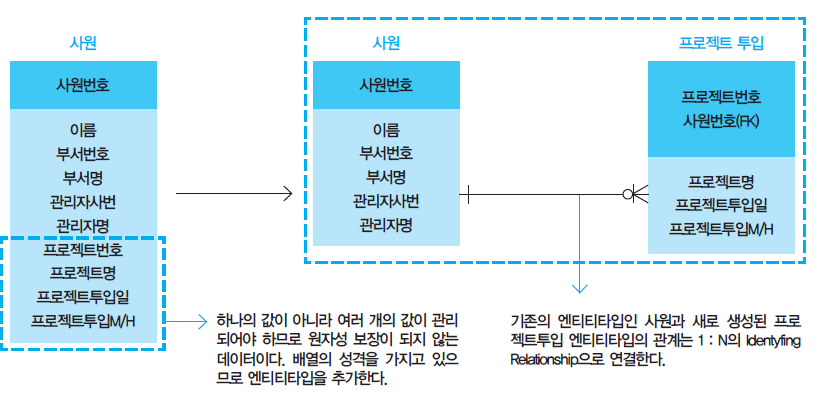 사원
사원번호
이름
부서번호
부서명
관리자사번
관리자명
프로젝트번호
프로젝트명
프로젝트투입일
프로젝트투입M/H
하나의 값이 아니라 여러 개의 값이 관리
되어야 하므로 원자성 보장이 되지 않는
데이터이다. 배열의 성격을 가지고 있으
므로 엔티티타입을 추가한다.
사원
사원번호
이름
부서번호
부서명
관리자사번
관리자명
프로젝트 투입
프로젝트번호
사원번호(FK)
프로젝트명
프로젝트투입일
프로젝트투입M/H
기존의 엔티티타입인 사원과 새로 생성된 프로
젝트투입 엔티티타입의 관계는 1 : N의 Identyfing
Relationship으로 연결한다.